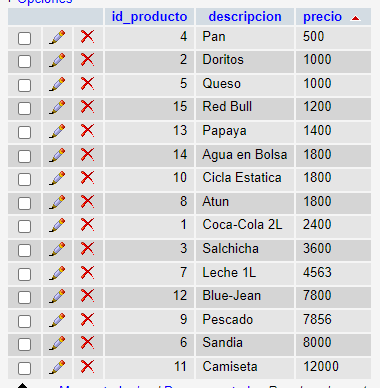 Opciones
id_producto descripcion precio
4 Pan 500
2 Doritos 1000
5 Queso 1000
15 Red Bull 1200
13 Papaya 1400
14 Agua en Bolsa 1800
10 Cicla Estatica 1800
8 Atun 1800
1 Coca-Cola 2L 2400
3 Salchicha 3600
7 Leche 1L 4563
12 Blue-Jean 7800
9 Pescado 7856
6 Sandia 8000
11 Camiseta 12000